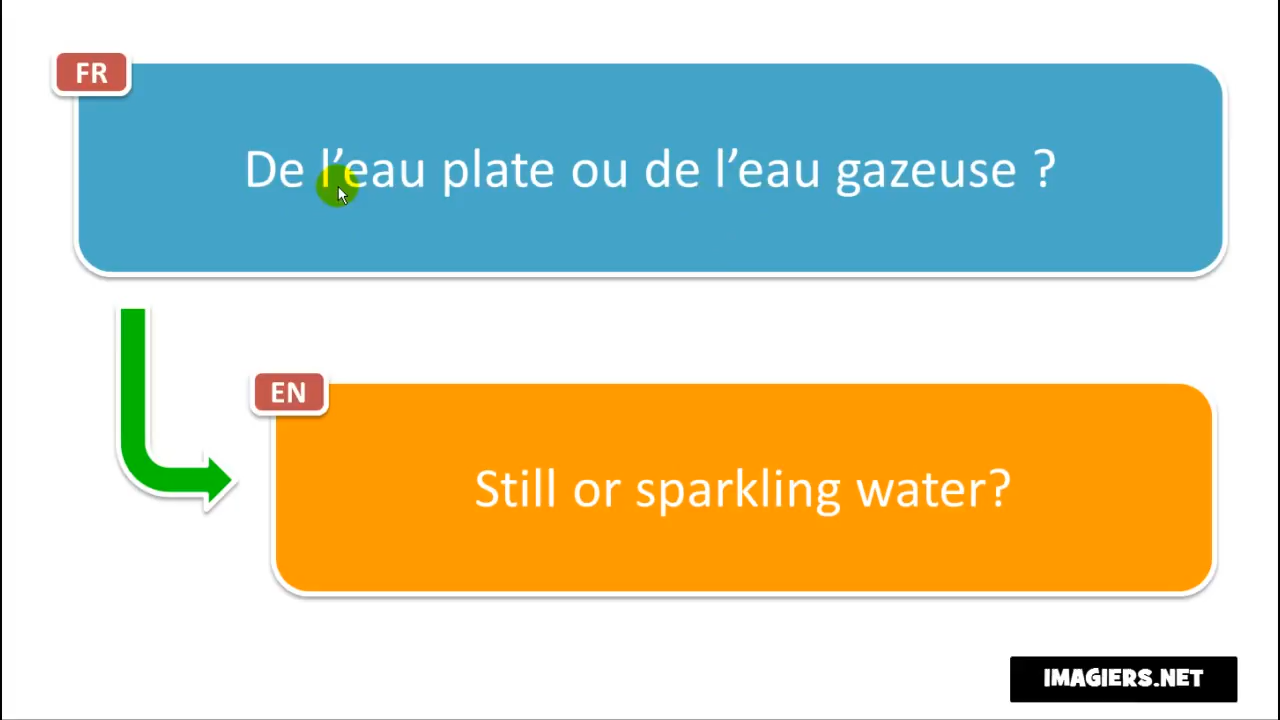 FR
De l’eau plate ou de l’eau gazeuse ?
EN
Still or sparkling water?
IMAGIERS.NET